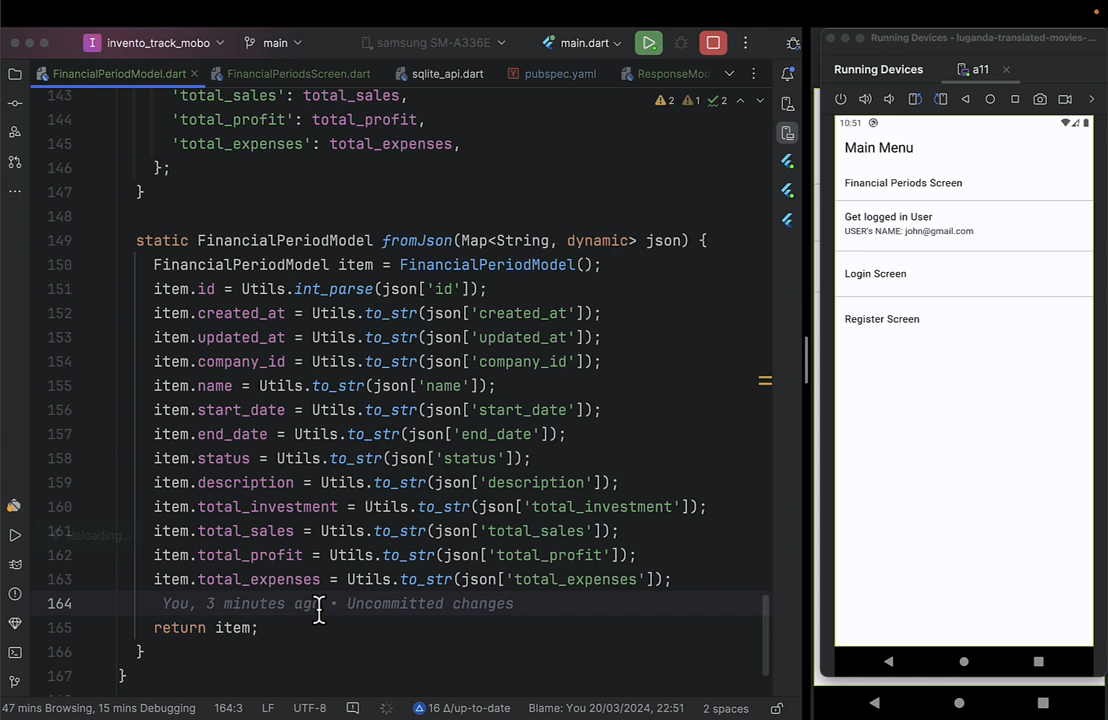 invento_track_mobo
main
samsung SM-A336E
main.dart
Running Devices - luganda-translated-movies-...
FinancialPeriodModel.dart
FinancialPeriodsScreen.dart
sqlite_api.dart
pubspec.yaml
ResponseMod
Running Devices
a11
143 'total_sales': total_sales,
144 'total_profit': total_profit,
145 'total_expenses': total_expenses,
146 };
147 }
148
149 static FinancialPeriodModel fromJson(Map<String, dynamic> json) {
150 FinancialPeriodModel item = FinancialPeriodModel();
151 item.id = Utils.int_parse(json['id']);
152 item.created_at = Utils.to_str(json['created_at']);
153 item.updated_at = Utils.to_str(json['updated_at']);
154 item.company_id = Utils.to_str(json['company_id']);
155 item.name = Utils.to_str(json['name']);
156 item.start_date = Utils.to_str(json['start_date']);
157 item.end_date = Utils.to_str(json['end_date']);
158 item.status = Utils.to_str(json['status']);
159 item.description = Utils.to_str(json['description']);
160 item.total_investment = Utils.to_str(json['total_investment']);
161 item.total_sales = Utils.to_str(json['total_sales']);
Reloading...
162 item.total_profit = Utils.to_str(json['total_profit']);
163 item.total_expenses = Utils.to_str(json['total_expenses']);
164 You, 3 minutes ago • Uncommitted changes
165 return item;
166 }
167 }
2 1 2
10:51
Main Menu
Financial Periods Screen
Get logged in User
USER's NAME: john@gmail.com
Login Screen
Register Screen
47 mins Browsing, 15 mins Debugging
164:3
LF
UTF-8
16 Δ/up-to-date
Blame: You 20/03/2024, 22:51
2 spaces